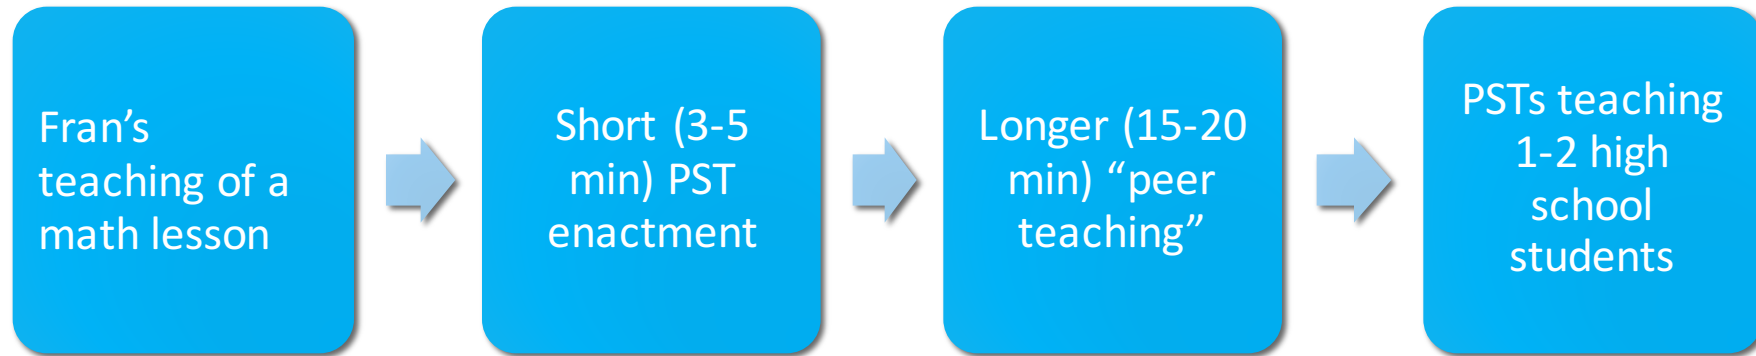 Fran’s
teaching of a
math lesson
Short (3-5
min) PST
enactment
Longer (15-20
min) “peer
teaching”
PSTs teaching
1-2 high
school
students